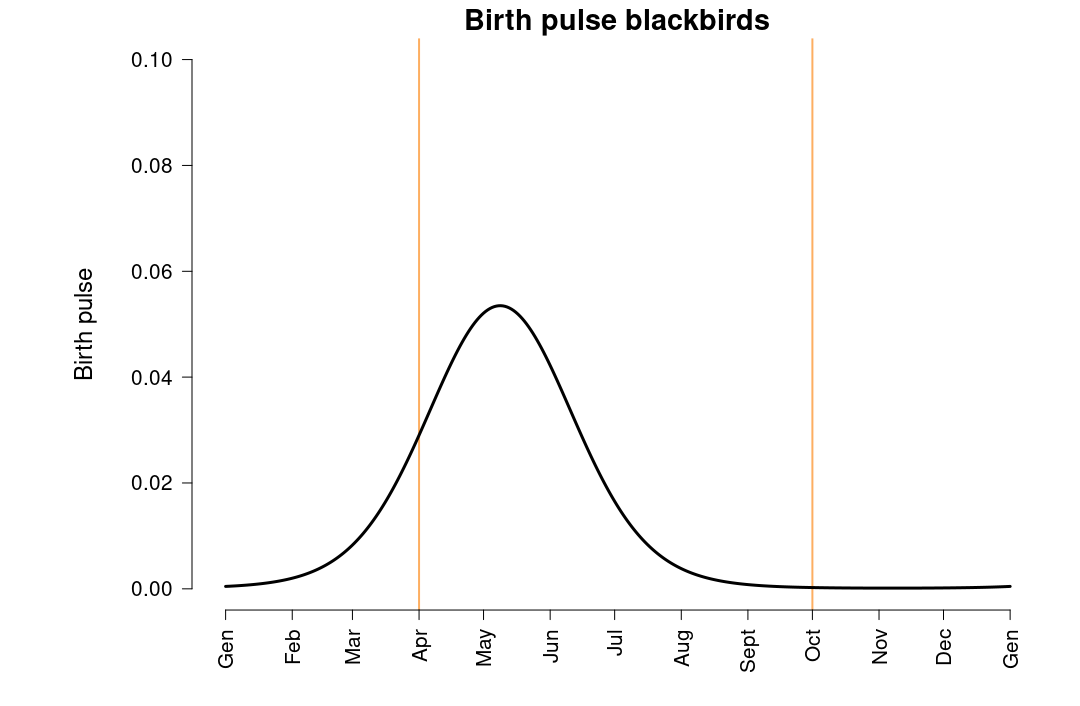 Birth pulse blackbirds
0.10
0.08
0.06
0.04
0.02
0.00
Birth pulse
Gen
Feb
Mar
Apr
May
Jun
Jul
Aug
Sept
Oct
Nov
Dec
Gen